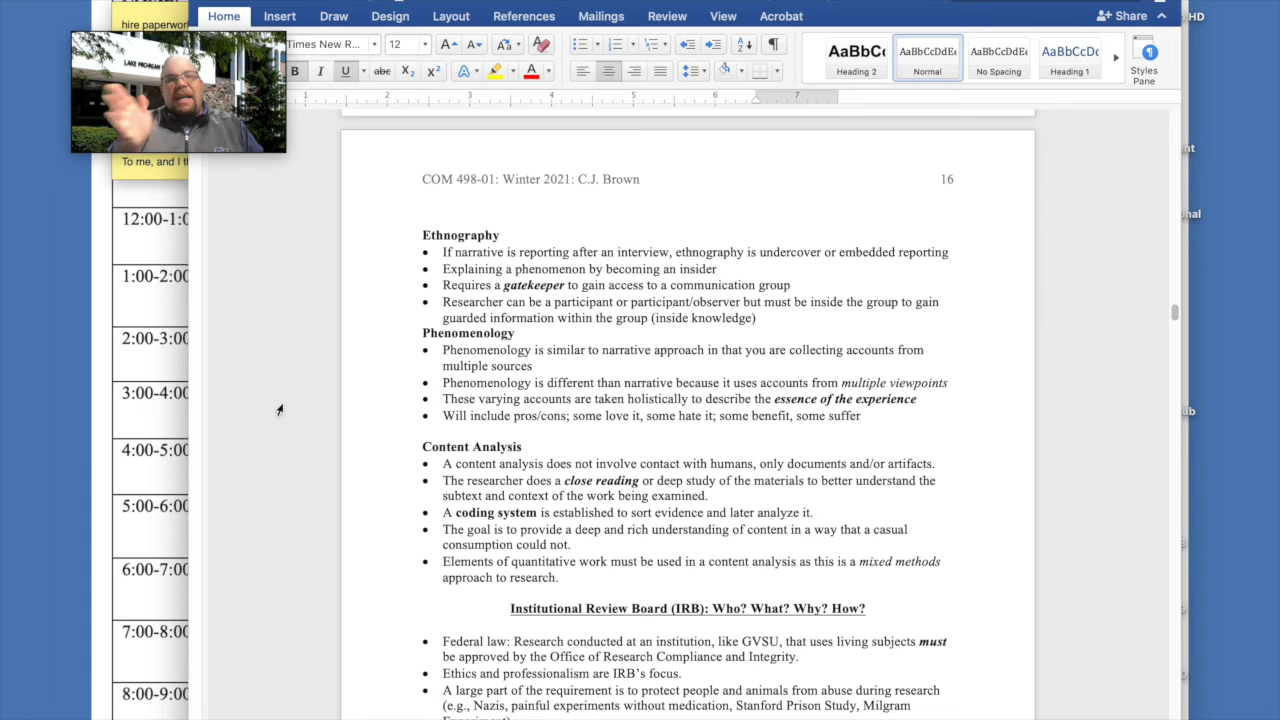 hire paperwor
Home Insert Draw Design Layout References Mailings Review View Acrobat Share
HD
Times New R... 12
B I U abc X2 X2 A A
AaBbCc AaBbCcDdEe AaBbCcDdEe AaBbCcDc
Heading 2 Normal No Spacing Heading 1 Styles Pane
LAKE MICHIGAN
1 2 3 4 5 6 7
To me, and I th
COM 498-01: Winter 2021: C.J. Brown 16
12:00-1:0
1:00-2:00
2:00-3:00
3:00-4:00
4:00-5:00
5:00-6:00
6:00-7:00
7:00-8:00
8:00-9:00
Ethnography
• If narrative is reporting after an interview, ethnography is undercover or embedded reporting
• Explaining a phenomenon by becoming an insider
• Requires a gatekeeper to gain access to a communication group
• Researcher can be a participant or participant/observer but must be inside the group to gain
guarded information within the group (inside knowledge)
Phenomenology
• Phenomenology is similar to narrative approach in that you are collecting accounts from
multiple sources
• Phenomenology is different than narrative because it uses accounts from multiple viewpoints
• These varying accounts are taken holistically to describe the essence of the experience
• Will include pros/cons; some love it, some hate it; some benefit, some suffer
Content Analysis
• A content analysis does not involve contact with humans, only documents and/or artifacts.
• The researcher does a close reading or deep study of the materials to better understand the
subtext and context of the work being examined.
• A coding system is established to sort evidence and later analyze it.
• The goal is to provide a deep and rich understanding of content in a way that a casual
consumption could not.
• Elements of quantitative work must be used in a content analysis as this is a mixed methods
approach to research.
Institutional Review Board (IRB): Who? What? Why? How?
• Federal law: Research conducted at an institution, like GVSU, that uses living subjects must
be approved by the Office of Research Compliance and Integrity.
• Ethics and professionalism are IRB's focus.
• A large part of the requirement is to protect people and animals from abuse during research
(e.g., Nazis, painful experiments without medication, Stanford Prison Study, Milgram
Experiment)